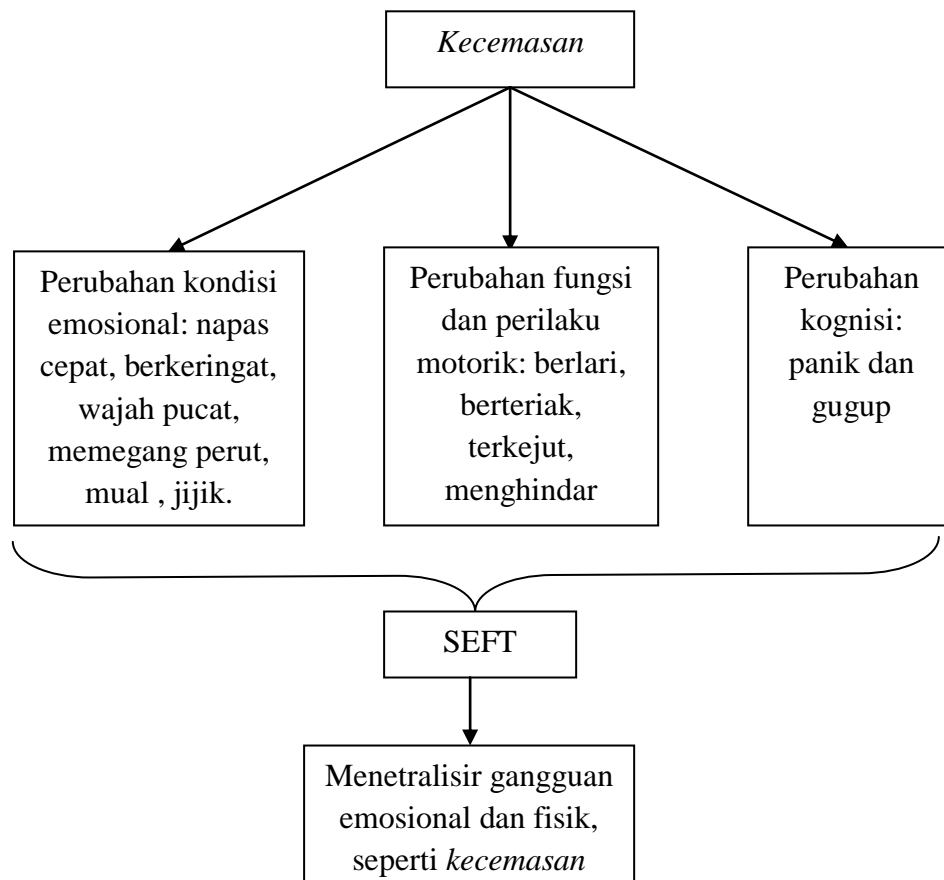 Kecemasan
Perubahan kondisi
emosional: napas
cepat, berkeringat,
wajah pucat,
memegang perut,
mual , jijik.
Perubahan fungsi
dan perilaku
motorik: berlari,
berteriak,
terkejut,
menghindar
Perubahan
kognisi:
panik dan
gugup
SEFT
Menetralisir gangguan
emosional dan fisik,
seperti kecemasan